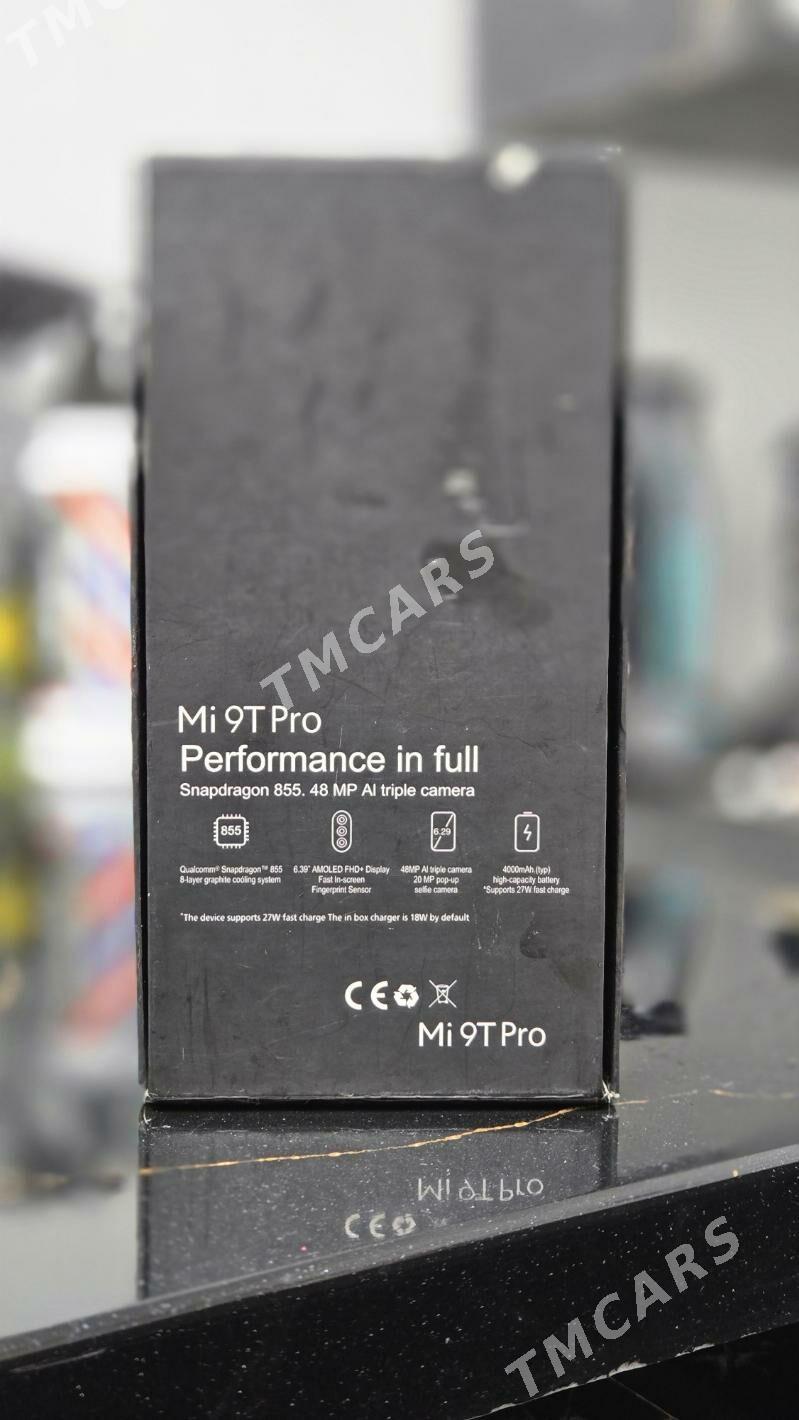 TMCARS
TMCARS
Mi 9T Pro
Performance in full
Snapdragon 855. 48 MP AI triple camera
855
6.29
Qualcomm® Snapdragon™ 855
8-layer graphite cooling system
6.39" AMOLED FHD+ Display
Fast In-screen
Fingerprint Sensor
48MP AI triple camera
20 MP pop-up
selfie camera
4000mAh (typ)
high-capacity battery
*Supports 27W fast charge
*The device supports 27W fast charge The in box charger is 18W by default
CE
Mi 9T Pro
Mi 9T Pro
CE
TMCARS